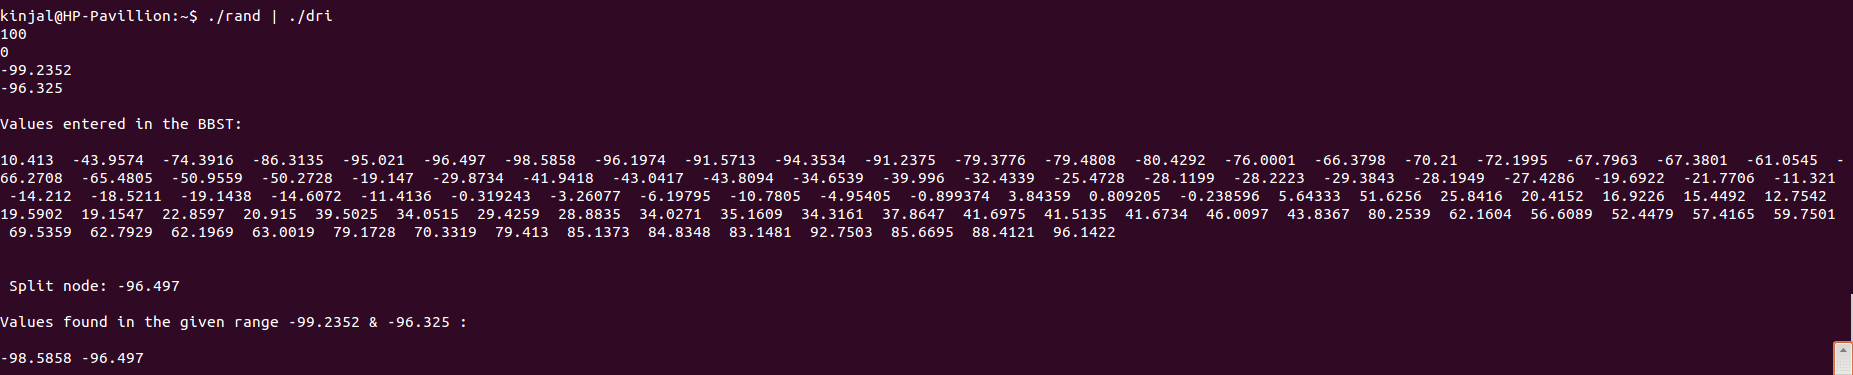 kinjal@HP-Pavillion:~$ ./rand | ./dri
100
0
-99.2352
-96.325
Values entered in the BBST:
10.413  -43.9574  -74.3916  -86.3135  -95.021  -96.497  -98.5858  -96.1974  -91.5713  -94.3534  -91.2375  -79.3776  -79.4808  -80.4292  -76.0001  -66.3798  -70.21  -72.1995  -67.7963  -67.3801  -61.0545  -
66.2708  -65.4805  -50.9559  -50.2728  -19.147  -29.8734  -41.9418  -43.0417  -43.8094  -34.6539  -39.996  -32.4339  -25.4728  -28.1199  -28.2223  -29.3843  -28.1949  -27.4286  -19.6922  -21.7706  -11.321
 -14.212  -18.5211  -19.1438  -14.6072  -11.4136  -0.319243  -3.26077  -6.19795  -10.7805  -4.95405  -0.899374  3.84359  0.809205  -0.238596  5.64333  51.6256  25.8416  20.4152  16.9226  15.4492  12.7542
19.5902  19.1547  22.8597  20.915  39.5025  34.0515  29.4259  28.8835  34.0271  35.1609  34.3161  37.8647  41.6975  41.5135  41.6734  46.0097  43.8367  80.2539  62.1604  56.6089  52.4479  57.4165  59.7501
 69.5359  62.7929  62.1969  63.0019  79.1728  70.3319  79.413  85.1373  84.8348  83.1481  92.7503  85.6695  88.4121  96.1422
 Split node: -96.497
Values found in the given range -99.2352 & -96.325 :
-98.5858 -96.497